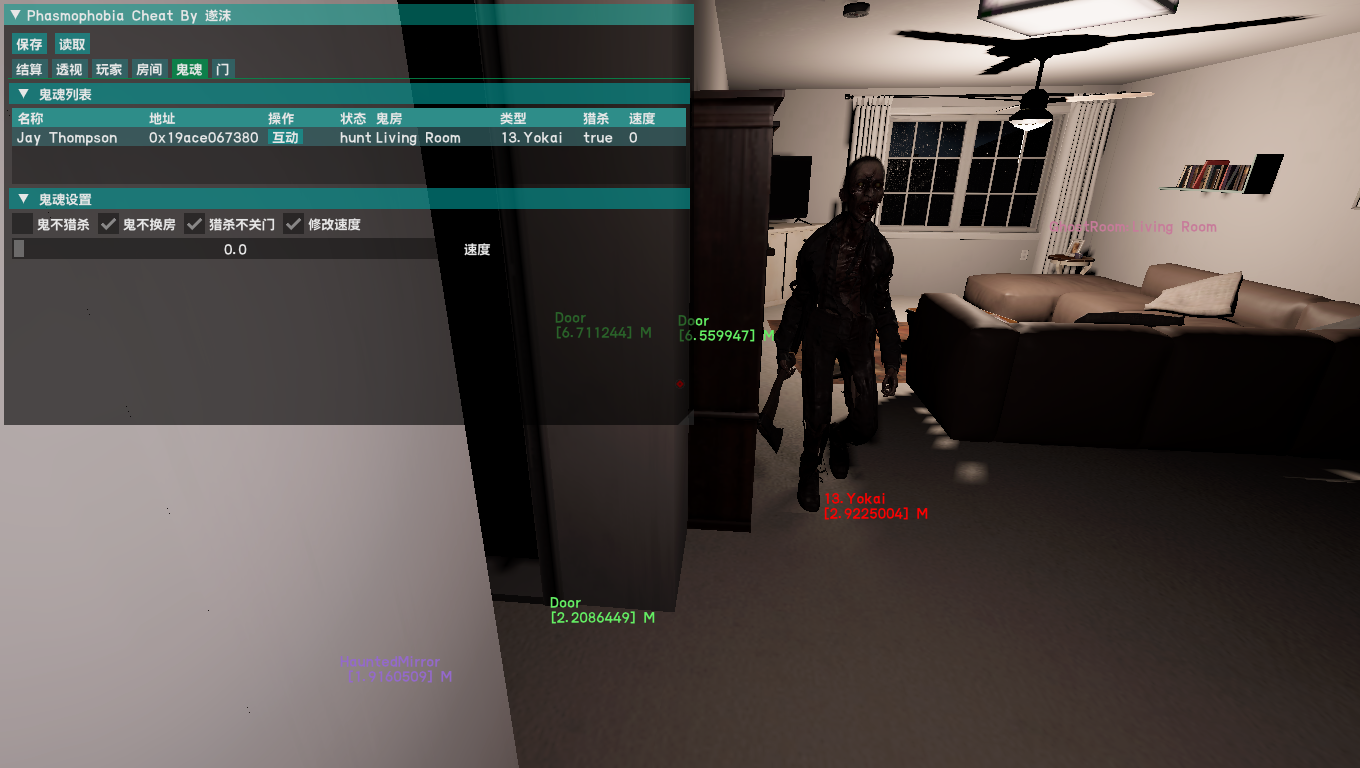 Phasmophobia Cheat By 遂沫
保存 读取
结算 透视 玩家 房间 鬼魂 门
鬼魂列表
名称 地址 操作 状态 鬼房 类型 猎杀 速度
Jay Thompson 0x19ace067380 互动 hunt Living Room 13.Yokai true 0
鬼魂设置
鬼不猎杀 鬼不换房 猎杀不关门 修改速度
0.0 速度
GhostRoom:Living Room
Door
[6.711244] M
Door
[6.559947] M
13.Yokai
[2.9225004] M
Door
[2.2086449] M
HauntedMirror
M